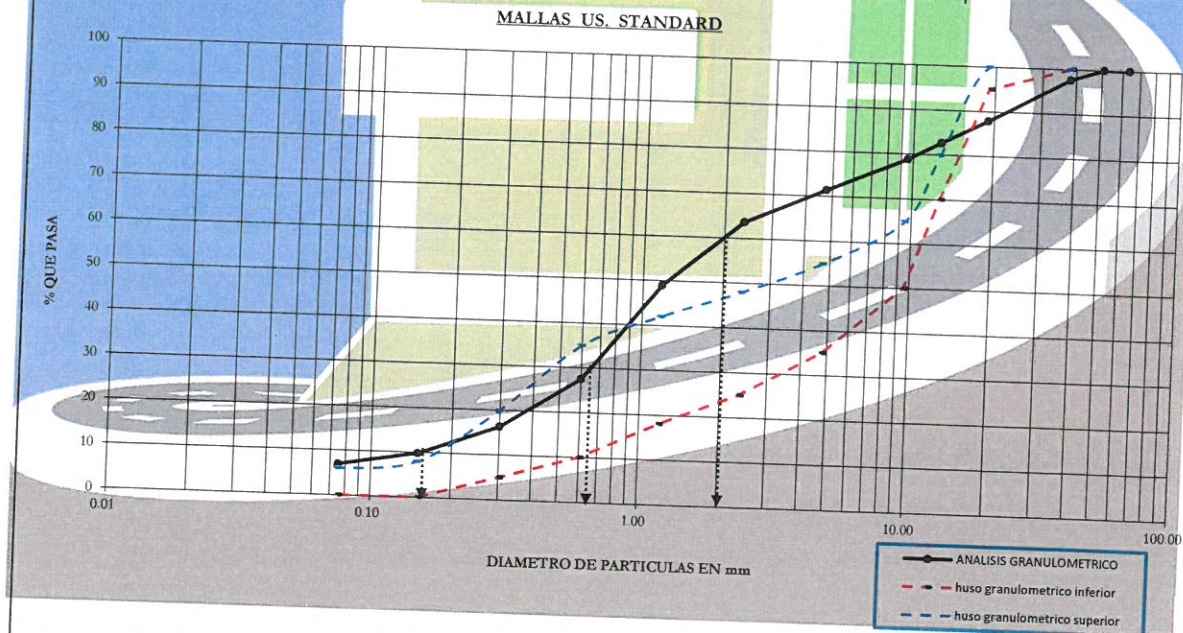 MALLAS US. STANDARD
100
90
80
70
60
50
40
30
20
10
0
% QUE PASA
0.01 0.10 1.00 10.00 100.00
DIAMETRO DE PARTICULAS EN mm
ANALISIS GRANULOMETRICO
huso granulometrico inferior
huso granulometrico superior